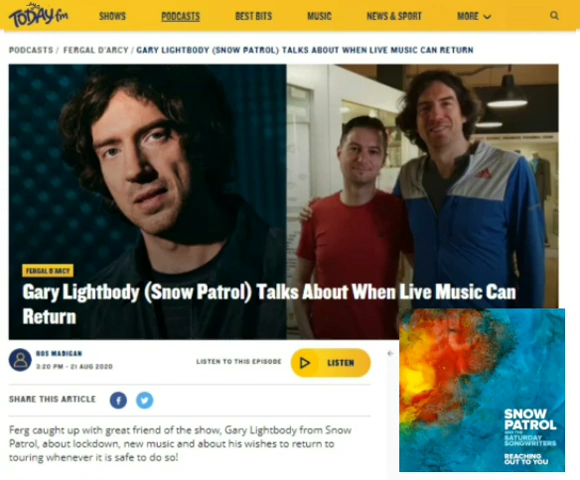 TODAY fm
SHOWS
PODCASTS
BEST BITS
MUSIC
NEWS & SPORT
MORE
PODCASTS / FERGAL D'ARCY / GARY LIGHTBODY (SNOW PATROL) TALKS ABOUT WHEN LIVE MUSIC CAN RETURN
FERGAL D'ARCY
Gary Lightbody (Snow Patrol) Talks About When Live Music Can
Return
ROS MADIGAN
3:20 PM - 21 AUG 2020
LISTEN TO THIS EPISODE
LISTEN
SHARE THIS ARTICLE
Ferg caught up with great friend of the show, Gary Lightbody from Snow
Patrol, about lockdown, new music and about his wishes to return to
touring whenever it is safe to do so!
SNOW
PATROL
AND THE
SATURDAY
SONGWRITERS
REACHING
OUT TO YOU